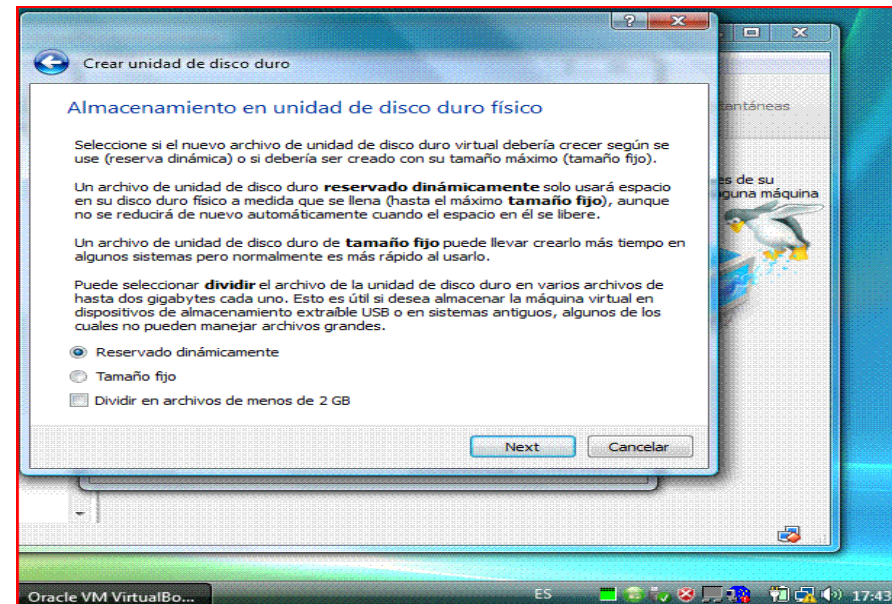 ?
X
Crear unidad de disco duro
Almacenamiento en unidad de disco duro físico
Seleccione si el nuevo archivo de unidad de disco duro virtual debería crecer según se
use (reserva dinámica) o si debería ser creado con su tamaño máximo (tamaño fijo).
Un archivo de unidad de disco duro reservado dinámicamente solo usará espacio
en su disco duro físico a medida que se llena (hasta el máximo tamaño fijo), aunque
no se reducirá de nuevo automáticamente cuando el espacio en él se libere.
Un archivo de unidad de disco duro de tamaño fijo puede llevar crearlo más tiempo en
algunos sistemas pero normalmente es más rápido al usarlo.
Puede seleccionar dividir el archivo de la unidad de disco duro en varios archivos de
hasta dos gigabytes cada uno. Esto es útil si desea almacenar la máquina virtual en
dispositivos de almacenamiento extraíble USB o en sistemas antiguos, algunos de los
cuales no pueden manejar archivos grandes.
Reservado dinámicamente
Tamaño fijo
Dividir en archivos de menos de 2 GB
Next
Cancelar
tantáneas
es de su
guna máquina
Oracle VM VirtualBo...
ES
17:43